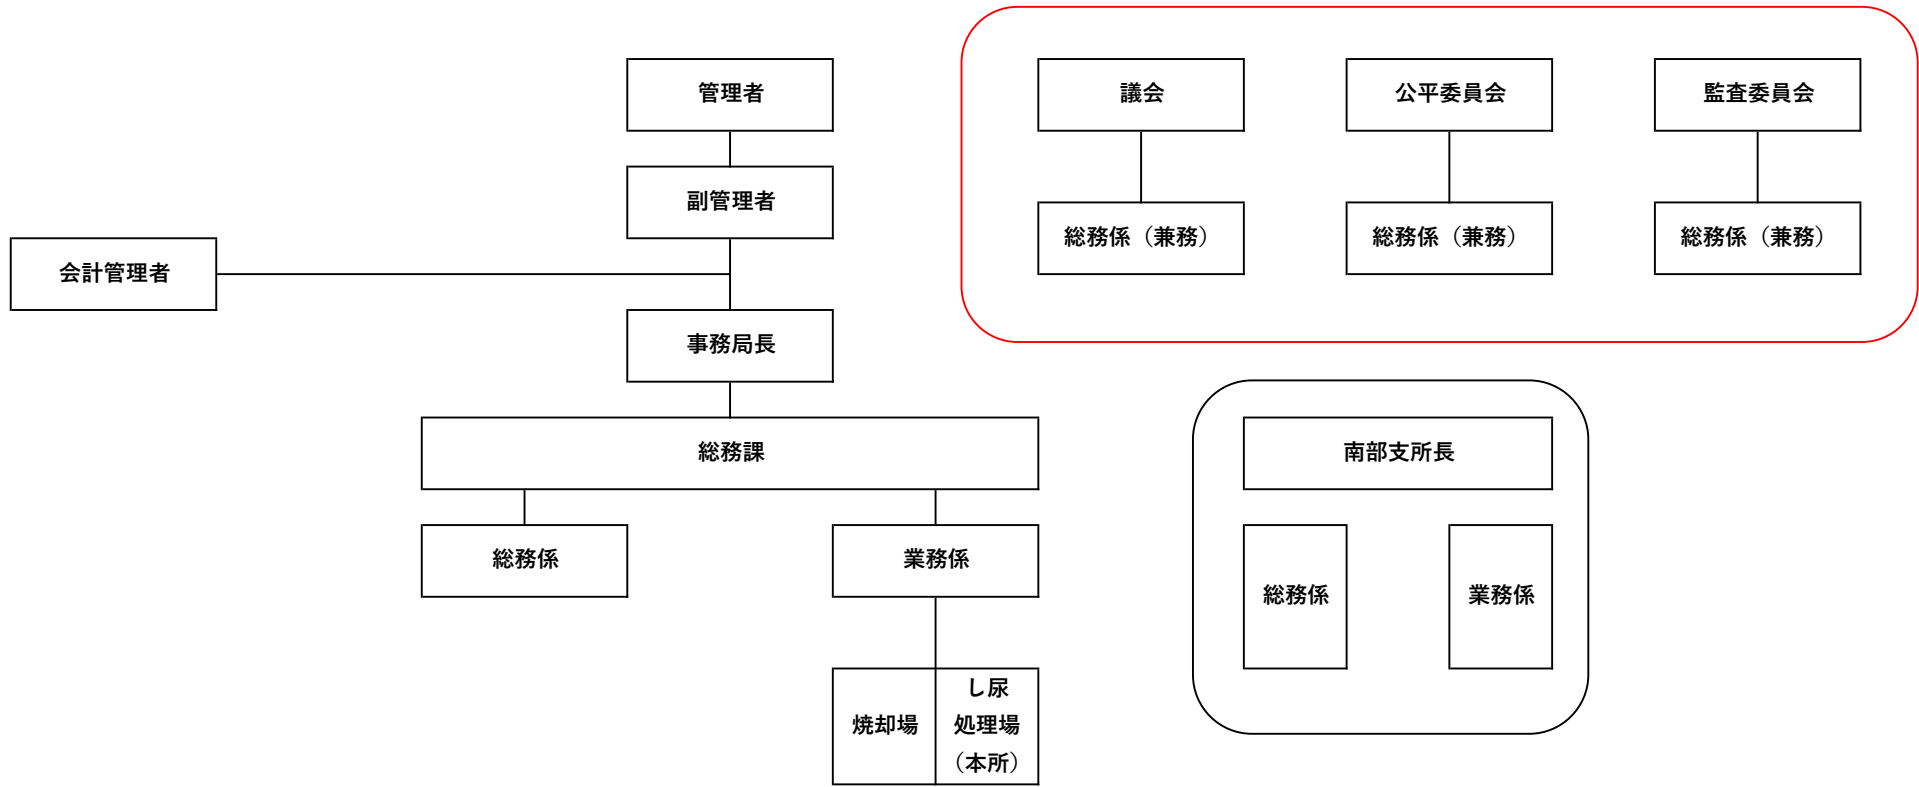 管理者
議会
公平委員会
監査委員会
副管理者
総務係（兼務）
総務係（兼務）
総務係（兼務）
会計管理者
事務局長
総務課
南部支所長
総務係
業務係
総務係
業務係
焼却場
し尿
処理場
（本所）